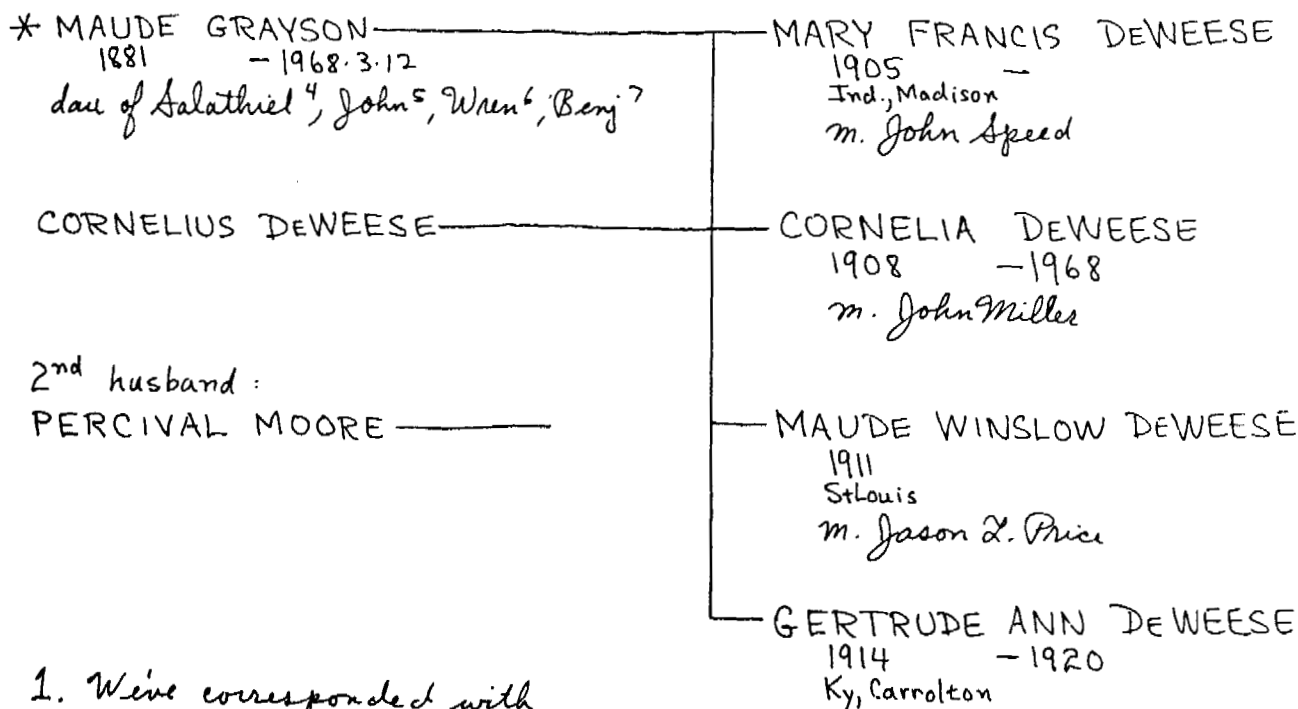 * MAUDE GRAYSON
1881 - 1968.3.12
dau of Salathiel 4, John 5, Wren 6, Benj 7
CORNELIUS DEWEESE
2nd husband :
PERCIVAL MOORE
1. We've corresponded with
MARY FRANCIS DEWEESE
1905 -
Ind., Madison
m. John Speed
CORNELIA DEWEESE
1908 - 1968
m. John Miller
MAUDE WINSLOW DEWEESE
1911
StLouis
m. Jason L. Price
GERTRUDE ANN DEWEESE
1914 - 1920
Ky, Carrolton